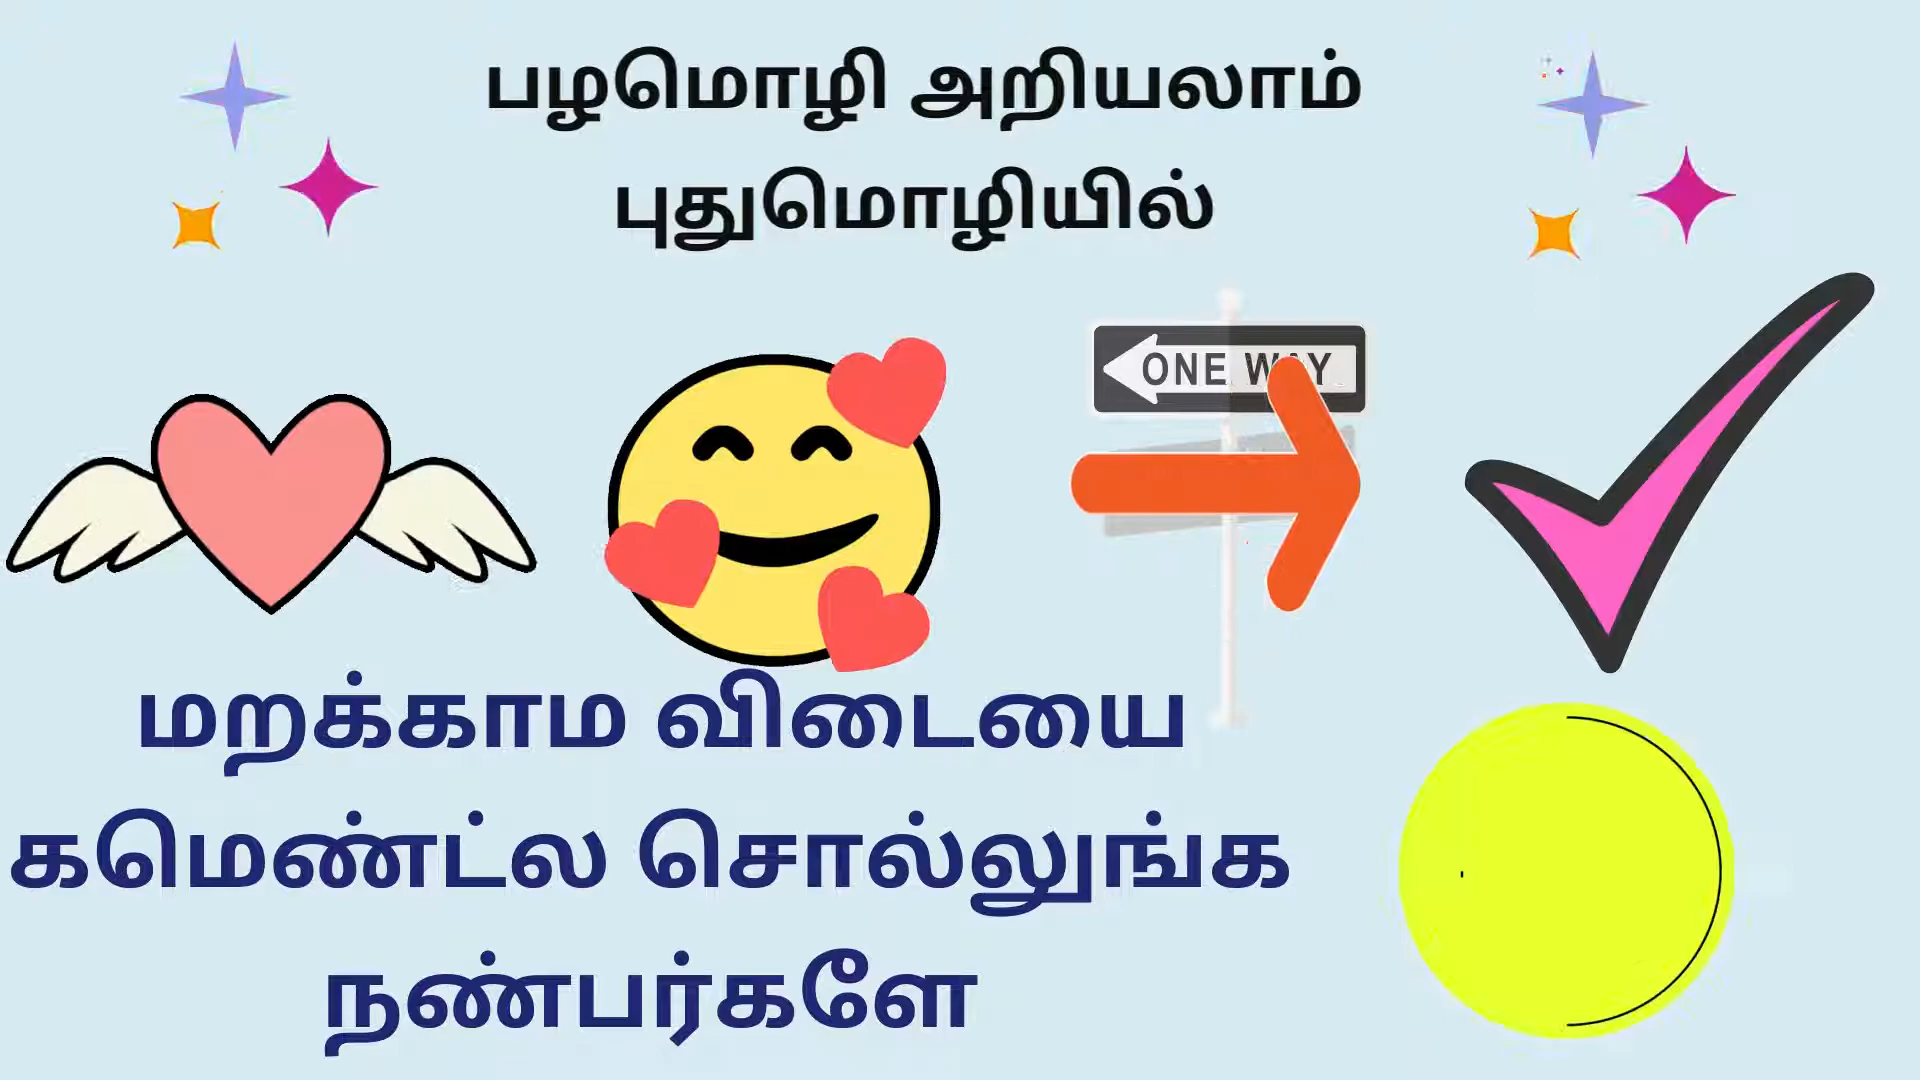 பழமொழி அறியலாம்
புதுமொழியில்
ONE WAY
மறக்காம விடையை
கமெண்ட்ல சொல்லுங்க
நண்பர்களே